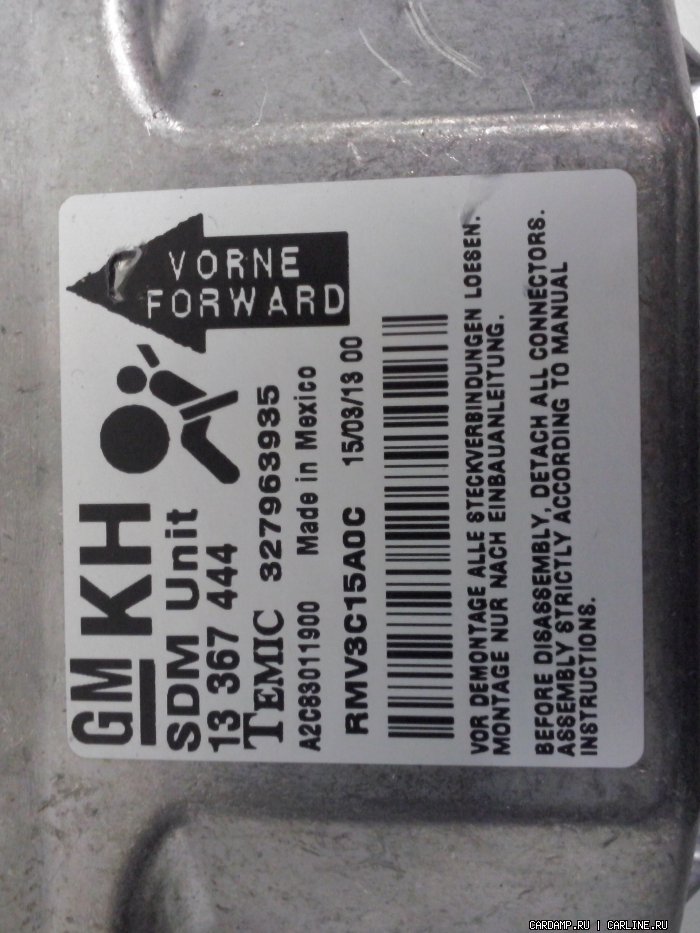 GM KH
SDM Unit
13 367 444
TEMIC 327963935
A2C83011900 Made in Mexico
RMV3C15A0C 15/03/13 00
VORNE
FORWARD
VOR DEMONTAGE ALLE STECKVERBINDUNGEN LOESEN.
MONTAGE NUR NACH EINBAUANLEITUNG.
BEFORE DISASSEMBLY, DETACH ALL CONNECTORS.
ASSEMBLY STRICTLY ACCORDING TO MANUAL
INSTRUCTIONS.
CARDAMP.RU | CARLINE.RU